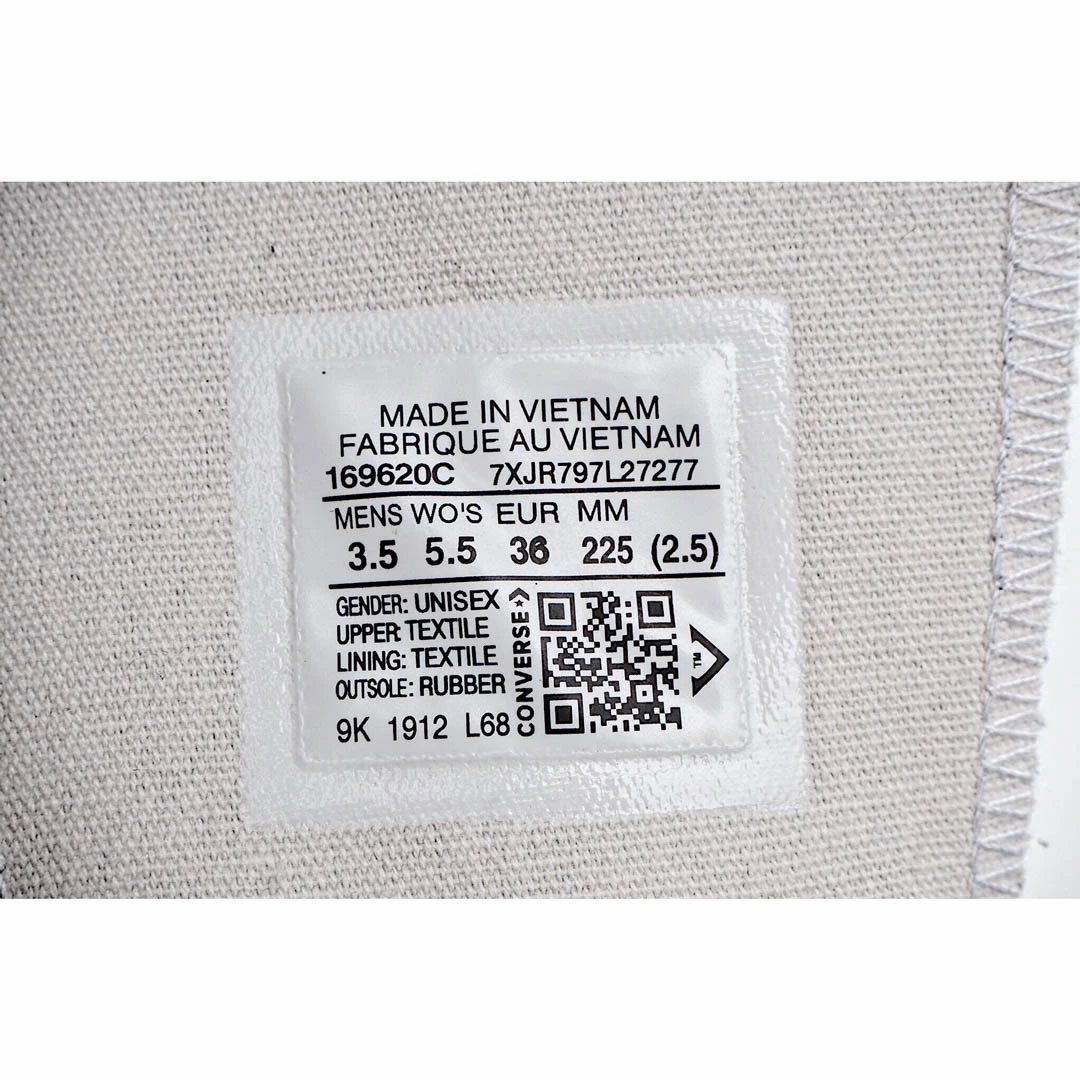 MADE IN VIETNAM
FABRIQUE AU VIETNAM
169620C 7XJR797L27277
MENS WO'S EUR MM
3.5 5.5 36 225 (2.5)
GENDER: UNISEX
UPPER: TEXTILE
LINING: TEXTILE
OUTSOLE: RUBBER
9K 1912 L68
CONVERSE
TM